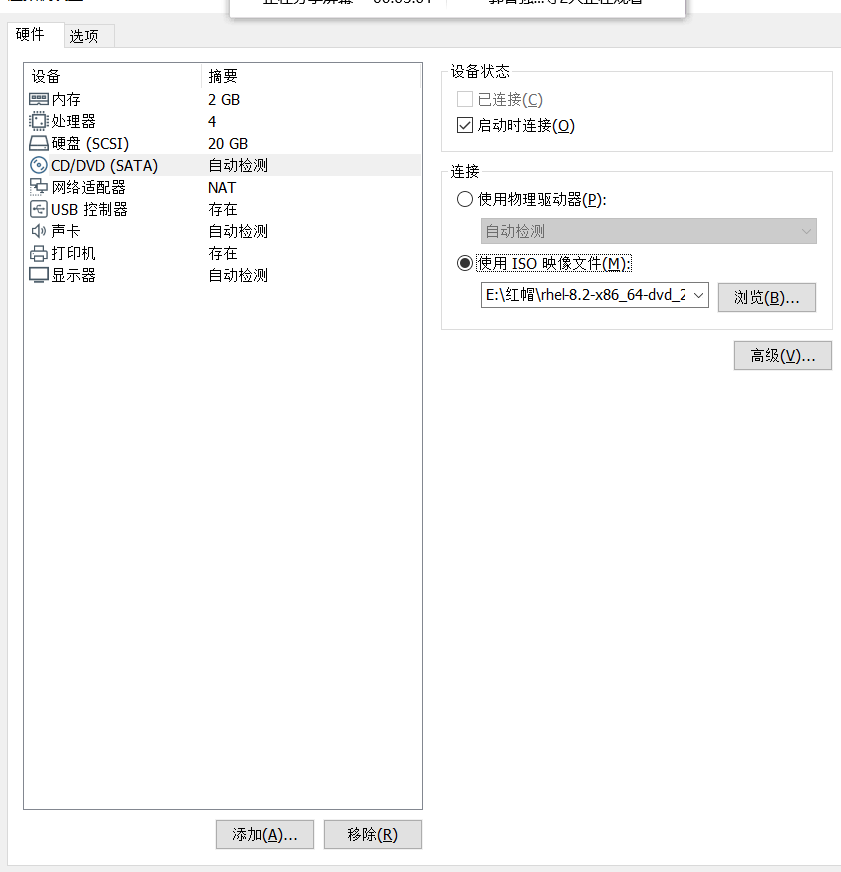 硬件 选项
设备 摘要
内存 2 GB
处理器 4
硬盘 (SCSI) 20 GB
CD/DVD (SATA) 自动检测
网络适配器 NAT
USB 控制器 存在
声卡 自动检测
打印机 存在
显示器 自动检测
添加(A)... 移除(R)
设备状态
已连接(C)
启动时连接(O)
连接
使用物理驱动器(P):
自动检测
使用 ISO 映像文件(M):
E:\红帽\rhel-8.2-x86_64-dvd_2 浏览(B)...
高级(V)...